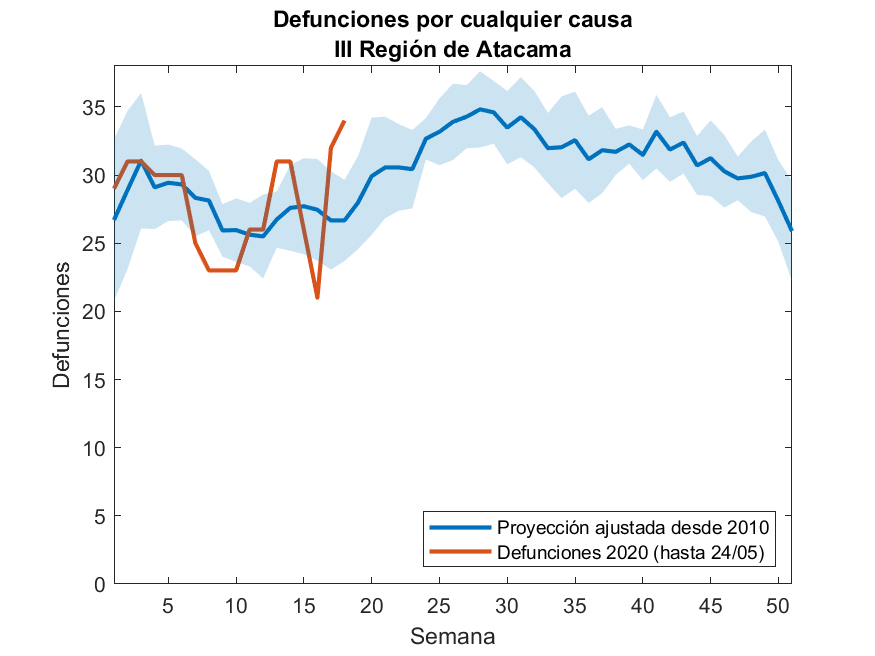 Defunciones por cualquier causa
III Región de Atacama
Defunciones
35
30
25
20
15
10
5
0
5 10 15 20 25 30 35 40 45 50
Semana
Proyección ajustada desde 2010
Defunciones 2020 (hasta 24/05)